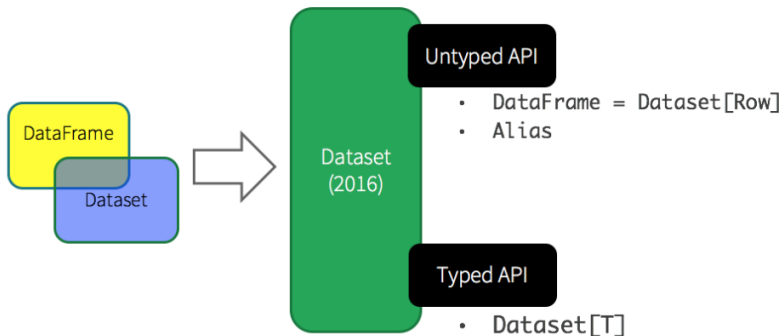 DataFrame
Dataset
Dataset
(2016)
Untyped API
• DataFrame = Dataset[Row]
• Alias
Typed API
• Dataset[T]